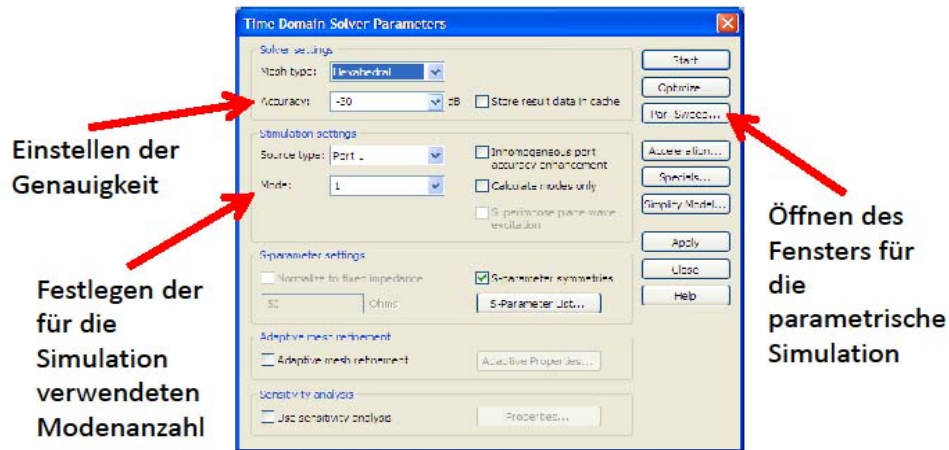 Time Domain Solver Parameters
Solver settings
Mesh type: Hexahedral
Accuracy: -30 dB Store result data in cache
Stimulation settings
Source type: Port 1
Inhomogeneous port accuracy enhancement
Mode: 1
Calculate modes only
Superimpose plane wave excitation
S-parameter settings
Normalize to fixed impedance
S-parameter symmetries
50 Ohms
S-Parameter List...
Adaptive mesh refinement
Adaptive mesh refinement
Adaptive Properties...
Sensitivity analysis
Use sensitivity analysis
Properties...
Start
Optimize...
Par. Sweep...
Acceleration...
Specials...
Simplify Model...
Apply
Close
Help
Einstellen der
Genauigkeit
Festlegen der
für die
Simulation
verwendeten
Modenanzahl
Öffnen des
Fensters für
die
parametrische
Simulation